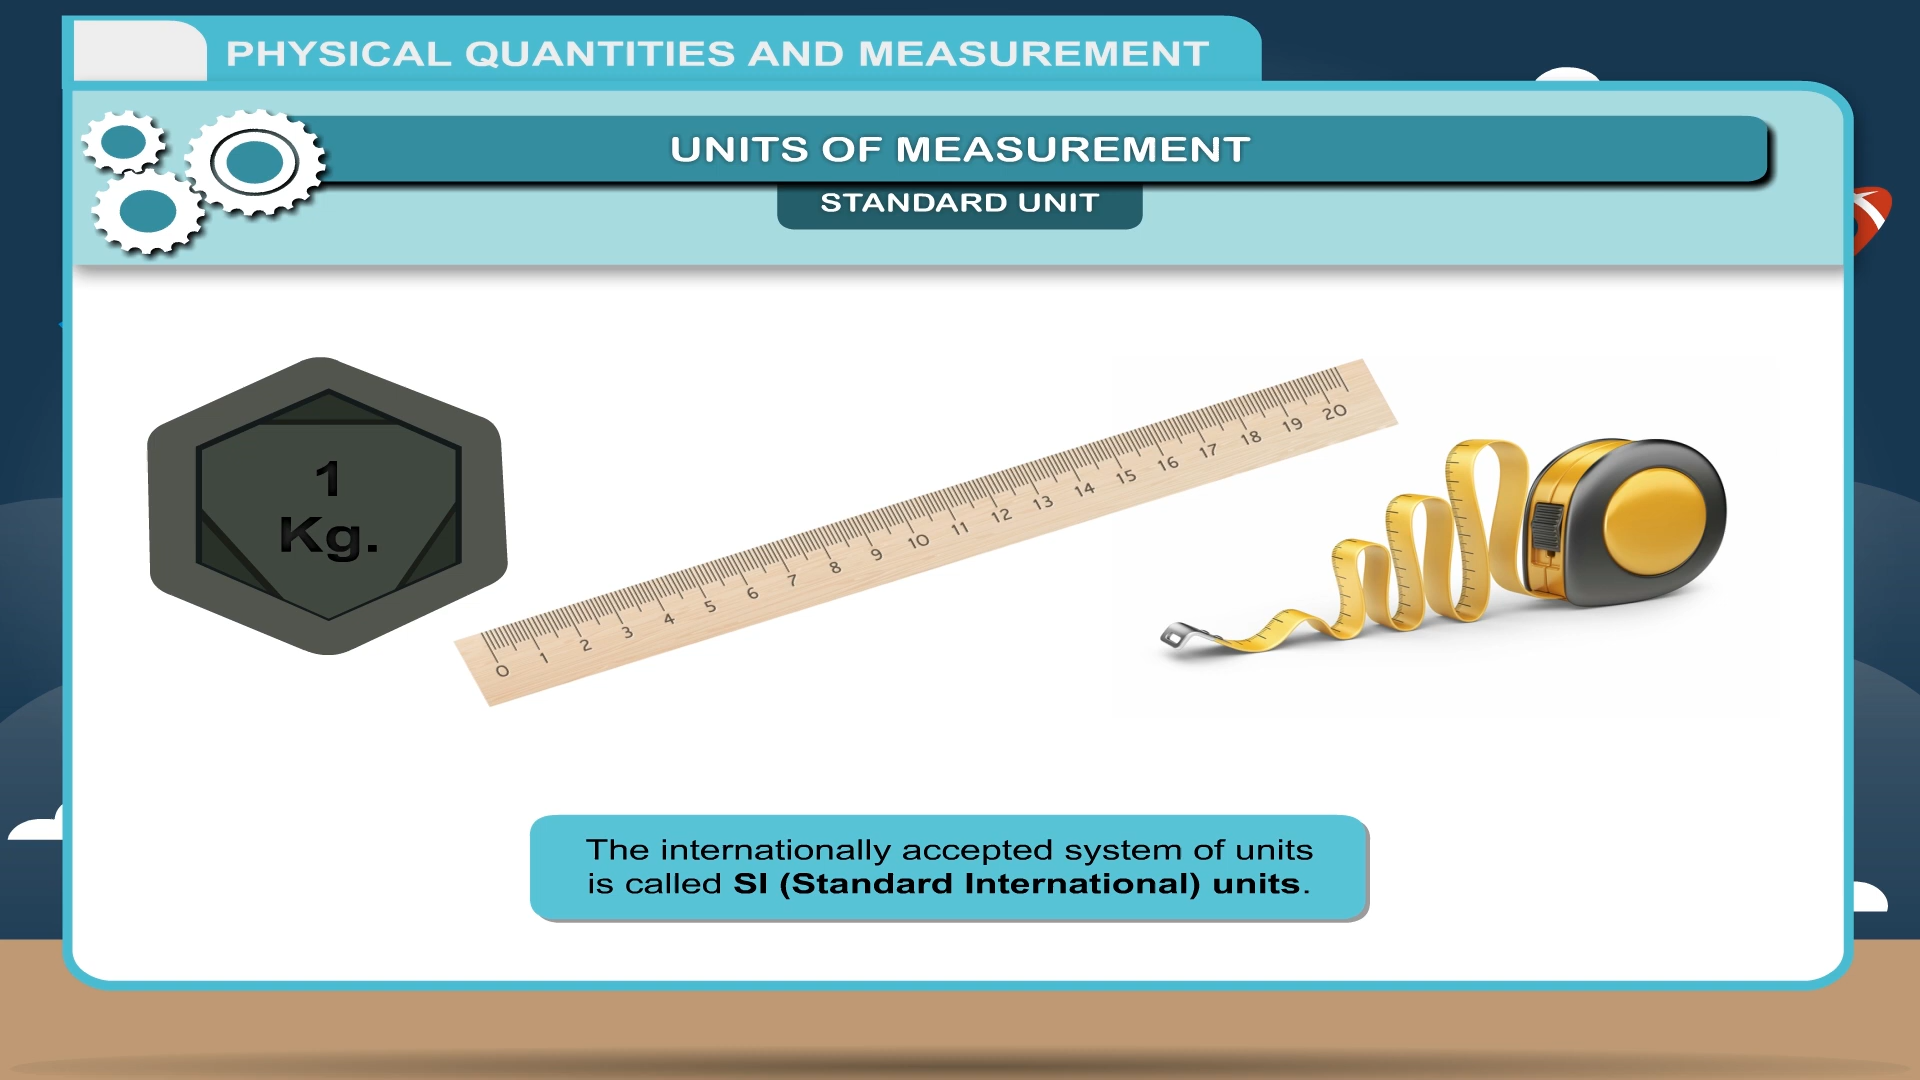 PHYSICAL QUANTITIES AND MEASUREMENT
UNITS OF MEASUREMENT
STANDARD UNIT
1
Kg.
0 1 2 3 4 5 6 7 8 9 10 11 12 13 14 15 16 17 18 19 20
The internationally accepted system of units
is called SI (Standard International) units.